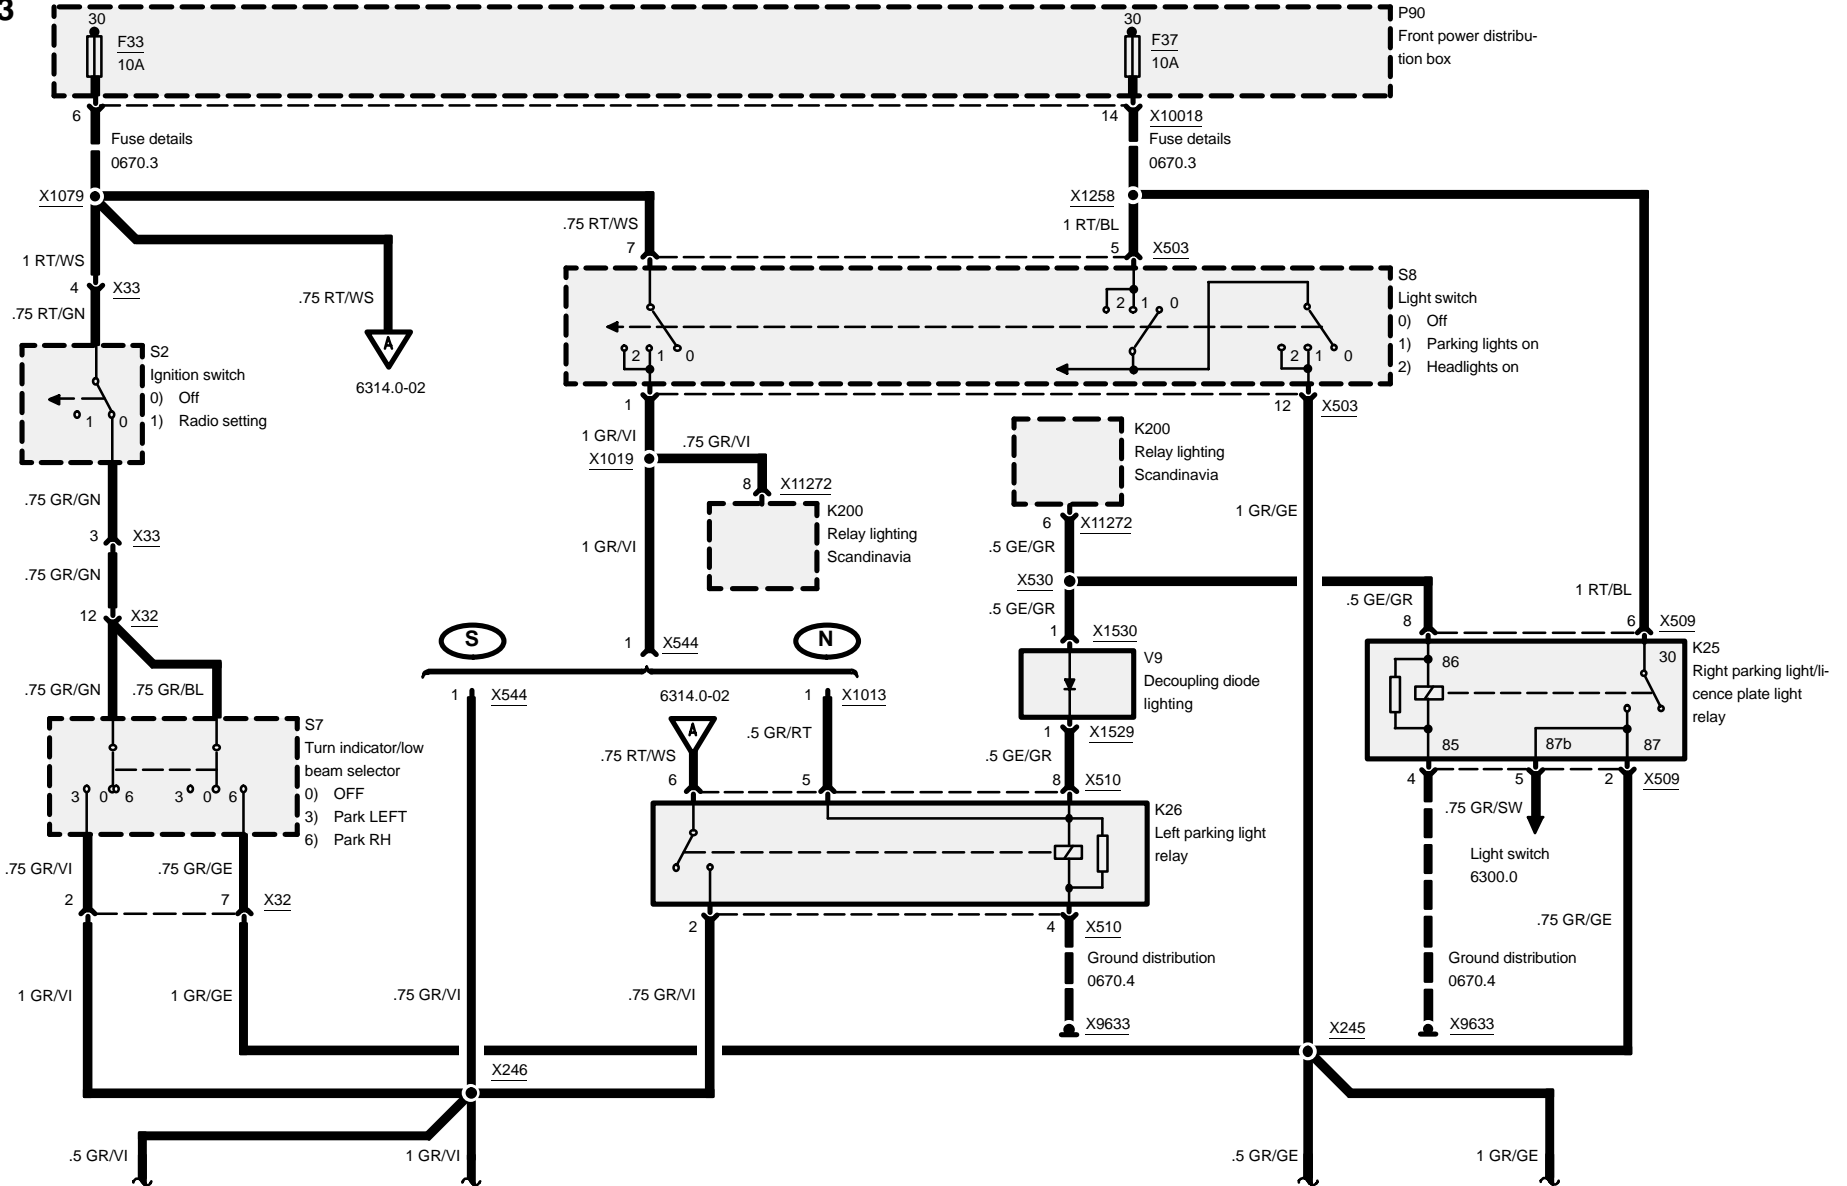 3
30
F33
10A
30
F37
10A
P90
Front power distribu-
tion box
6
14
X10018
Fuse details
0670.3
Fuse details
0670.3
X1079
X1258
.75 RT/WS
1 RT/BL
7
5
X503
1 RT/WS
4
X33
.75 RT/GN
.75 RT/WS
A
6314.0-02
S8
Light switch
0) Off
1) Parking lights on
2) Headlights on
2 1 0
2 1 0
2 1 0
S2
Ignition switch
0) Off
1) Radio setting
1 0
1
12
X503
1 GR/VI
.75 GR/VI
X1019
8
X11272
K200
Relay lighting
Scandinavia
K200
Relay lighting
Scandinavia
.75 GR/GN
3
X33
.75 GR/GN
12
X32
1 GR/VI
6
X11272
.5 GE/GR
1 GR/GE
X530
.5 GE/GR
.5 GE/GR
1 RT/BL
8
6
X509
S
N
1
X544
1
X1530
V9
Decoupling diode
lighting
86
30
K25
Right parking light/li-
cence plate light
relay
85
87b
87
.75 GR/GN
.75 GR/BL
1
X544
6314.0-02
A
1
X1013
.5 GR/RT
.75 RT/WS
1
X1529
.5 GE/GR
6
5
8
X510
S7
Turn indicator/low
beam selector
0) OFF
3) Park LEFT
6) Park RH
3 0 6
3 0 6
4
5
2
X509
.75 GR/SW
Light switch
6300.0
K26
Left parking light
relay
.75 GR/VI
.75 GR/GE
2
7
X32
2
4
X510
.75 GR/GE
Ground distribution
0670.4
Ground distribution
0670.4
1 GR/VI
1 GR/GE
.75 GR/VI
.75 GR/VI
X9633
X245
X9633
X246
.5 GR/VI
1 GR/VI
.5 GR/GE
1 GR/GE